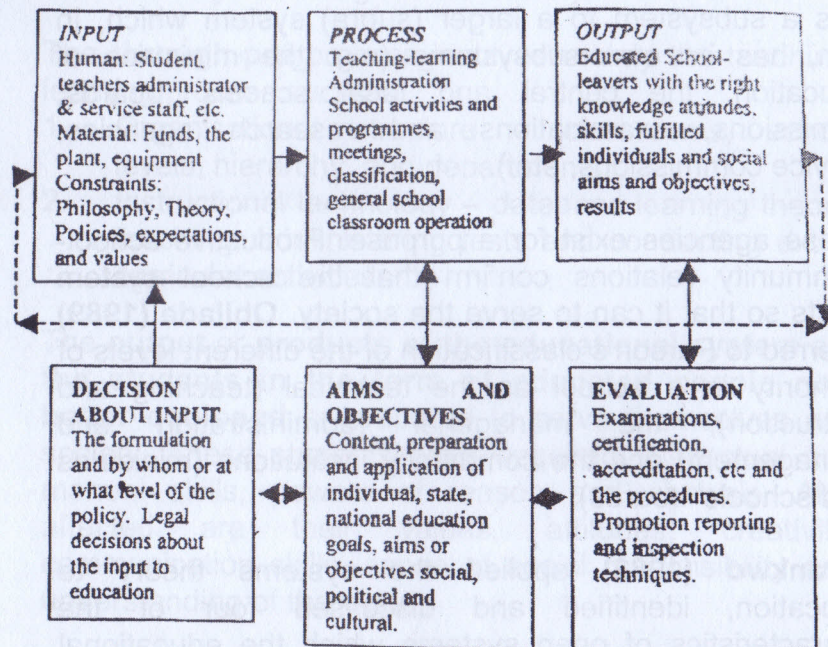 INPUT
Human: Student,
teachers administrator
& other staff etc
Material: Funds, the
plant, equipment
Constraints:
Philosophy, Theory,
Policies, expectations,
and values
PROCESS
Teaching-learning
Administration
School activities and
programmes,
meetings,
classification,
general school
classroom operation
OUTPUT
Educated School-
leavers, with the right
knowledge attitudes,
skills, fulfilled
individuals and social
aims and objectives,
results
DECISION
ABOUT INPUT
The formulation
and by whom or at
what level of the
policy. Legal
decisions about
the input to
education
AIMS AND
OBJECTIVES
Content, preparation
and application of
individual, state,
national education
goals, aims or
objectives social,
political and
cultural.
EVALUATION
Examinations,
certification,
accreditation, etc and
the procedures.
Promotion reporting
and inspection
techniques.